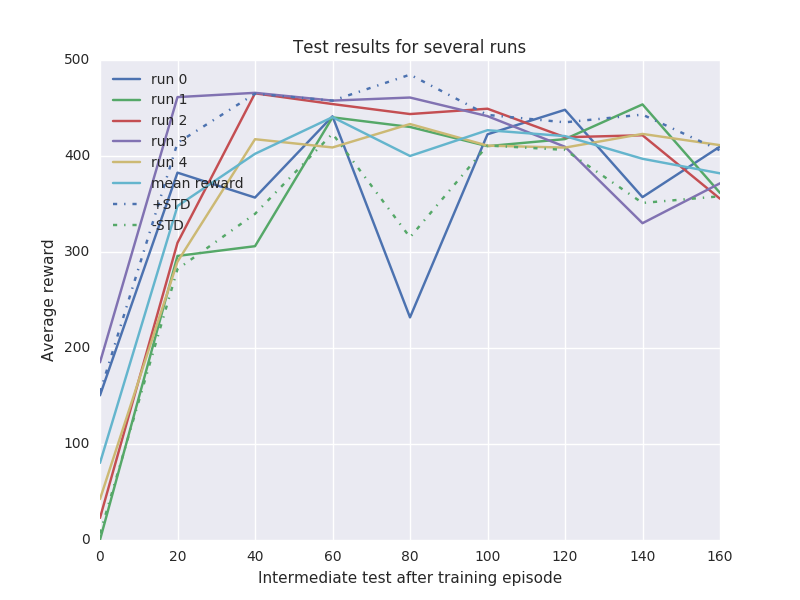 Test results for several runs
500
400
300
200
100
0
Average reward
run 0
run 1
run 2
run 3
run 4
mean reward
+STD
-STD
0 20 40 60 80 100 120 140 160
Intermediate test after training episode